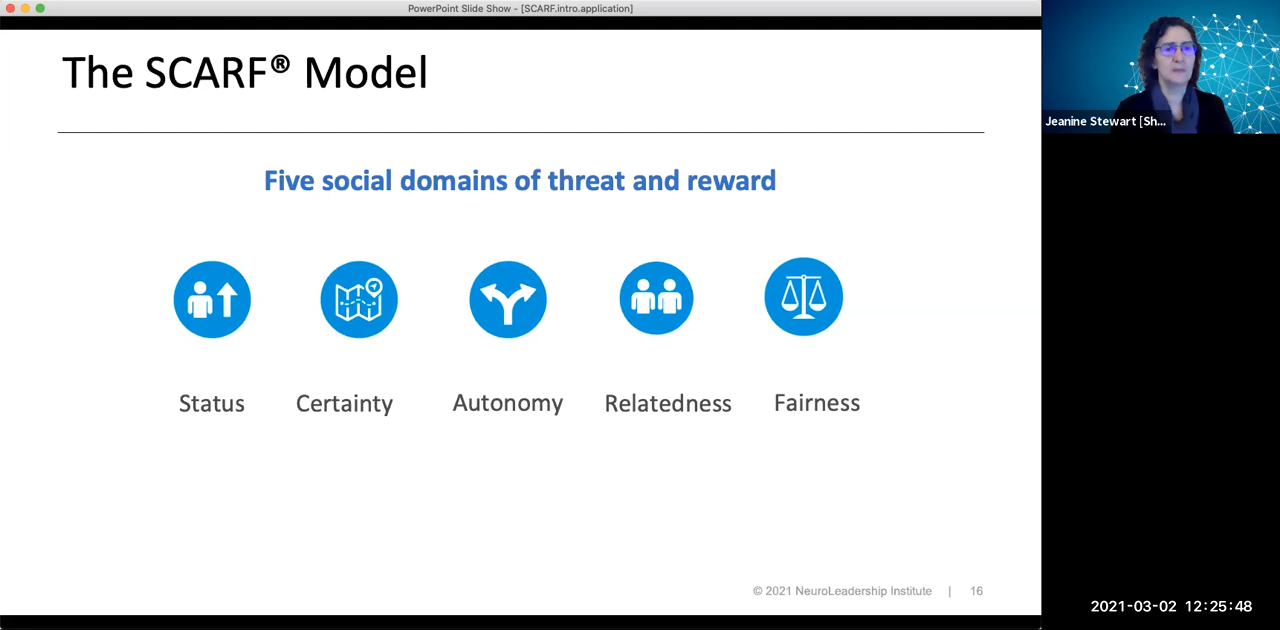 PowerPoint Slide Show - [SCARF.intro.application]
The SCARF® Model
Five social domains of threat and reward
Status Certainty Autonomy Relatedness Fairness
© 2021 NeuroLeadership Institute | 16
Jeanine Stewart [Sh...
2021-03-02 12:25:48